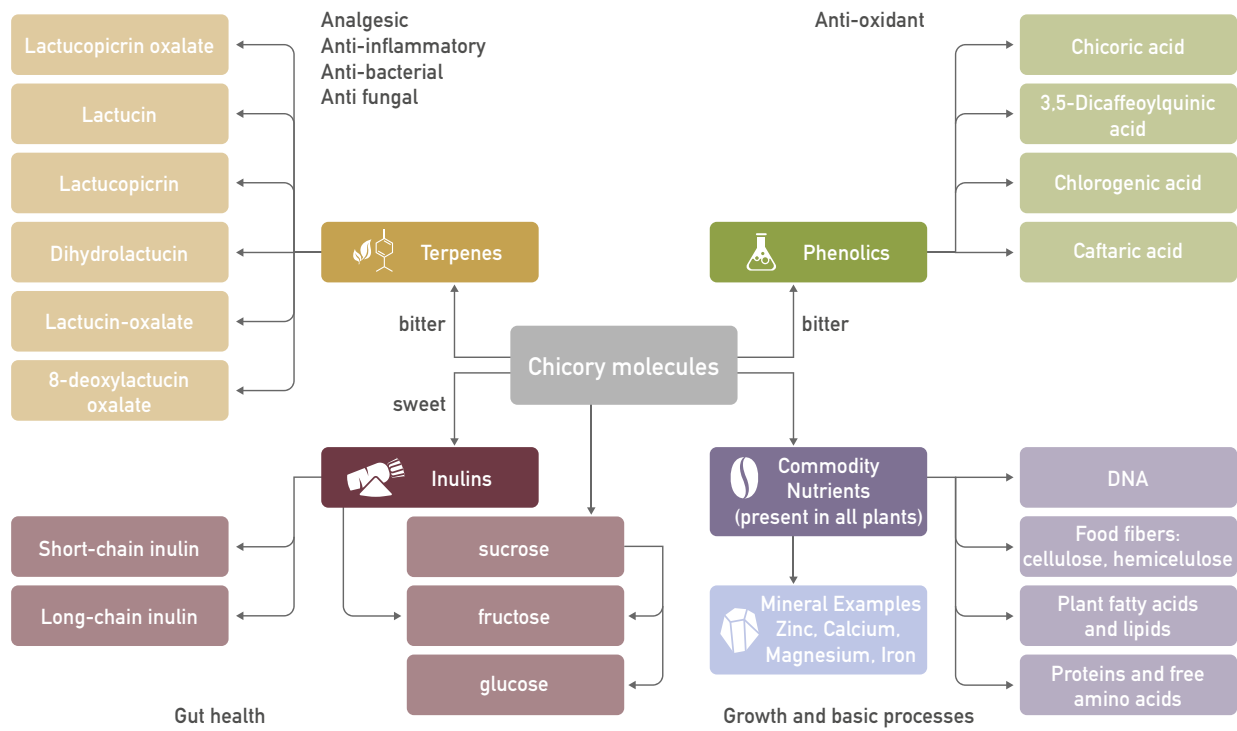 Analgesic
Anti-inflammatory
Anti-bacterial
Anti fungal
Anti-oxidant
Lactucopicrin oxalate
Lactucin
Lactucopicrin
Dihydrolactucin
Lactucin-oxalate
8-deoxylactucin
oxalate
Terpenes
Phenolics
Chicoric acid
3,5-Dicaffeoylquinic
acid
Chlorogenic acid
Caftaric acid
bitter
bitter
Chicory molecules
sweet
Inulins
Short-chain inulin
Long-chain inulin
sucrose
fructose
glucose
Commodity
Nutrients
(present in all plants)
Mineral Examples
Zinc, Calcium,
Magnesium, Iron
DNA
Food fibers:
cellulose, hemicelulose
Plant fatty acids
and lipids
Proteins and free
amino acids
Gut health
Growth and basic processes